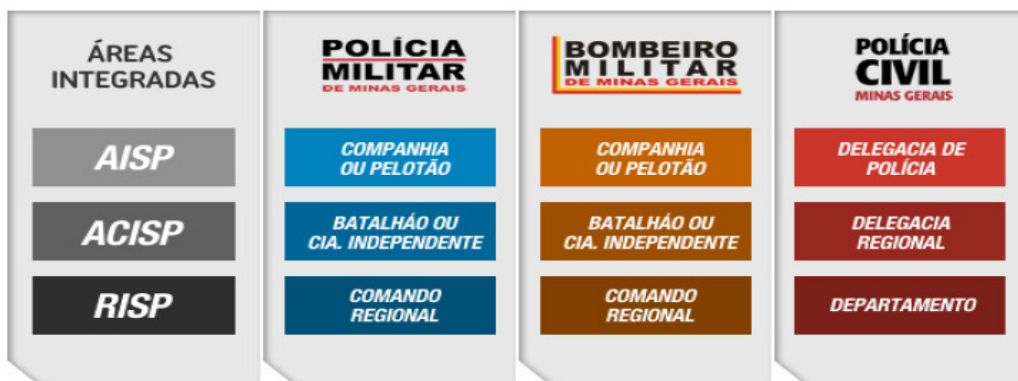 ÁREAS
INTEGRADAS
AISP
ACISP
RISP
POLÍCIA
MILITAR
DE MINAS GERAIS
COMPANHIA
OU PELOTÃO
BATALHÁO OU
CIA. INDEPENDENTE
COMANDO
REGIONAL
BOMBEIRO
MILITAR
DE MINAS GERAIS
COMPANHIA
OU PELOTÃO
BATALHÁO OU
CIA. INDEPENDENTE
COMANDO
REGIONAL
POLÍCIA
CIVIL
MINAS GERAIS
DELEGACIA DE
POLÍCIA
DELEGACIA
REGIONAL
DEPARTAMENTO